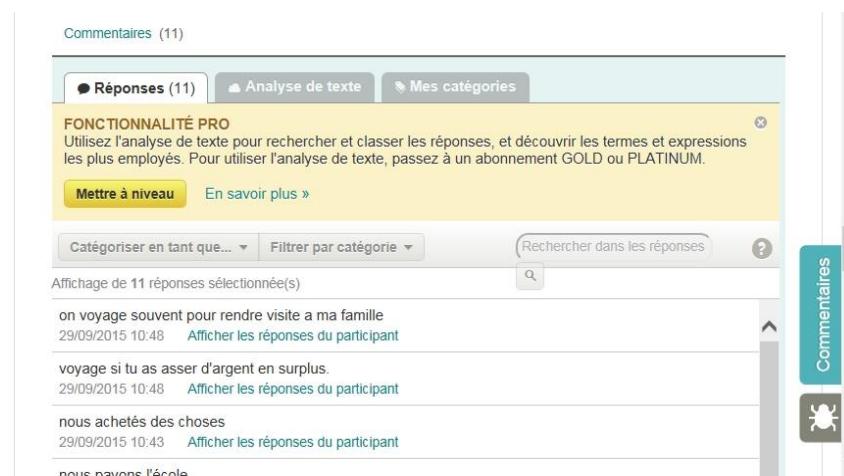 Commentaires (11)
Réponses (11)
Analyse de texte
Mes catégories
FONCTIONNALITÉ PRO
Utilisez l'analyse de texte pour rechercher et classer les réponses, et découvrir les termes et expressions
les plus employés. Pour utiliser l'analyse de texte, passez à un abonnement GOLD ou PLATINUM.
Mettre à niveau En savoir plus »
Catégoriser en tant que... Filtrer par catégorie Rechercher dans les réponses ?
Affichage de 11 réponses sélectionnée(s)
on voyage souvent pour rendre visite a ma famille
29/09/2015 10:48 Afficher les réponses du participant
voyage si tu as asser d'argent en surplus.
29/09/2015 10:48 Afficher les réponses du participant
nous achetés des choses
29/09/2015 10:43 Afficher les réponses du participant
nous payons l'école
Commentaires